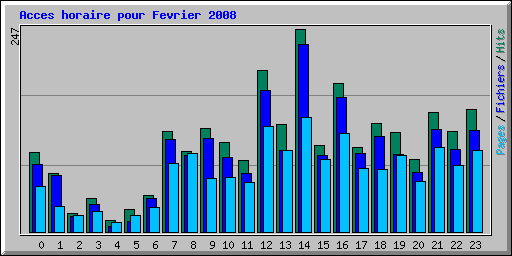 Acces horaire pour Fevrier 2008
247
Pages / Fichiers / Hits
0 1 2 3 4 5 6 7 8 9 10 11 12 13 14 15 16 17 18 19 20 21 22 23